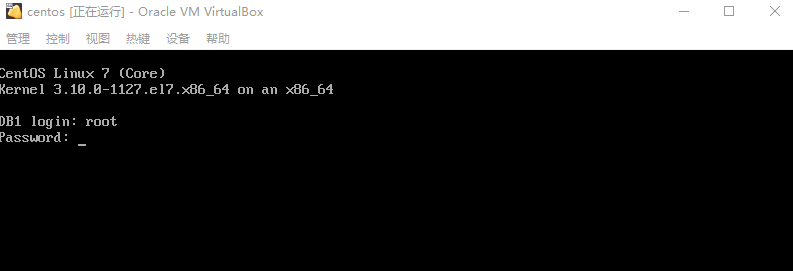 centos [正在运行] - Oracle VM VirtualBox
管理 控制 视图 热键 设备 帮助
CentOS Linux 7 (Core)
Kernel 3.10.0-1127.el7.x86_64 on an x86_64
DB1 login: root
Password: _